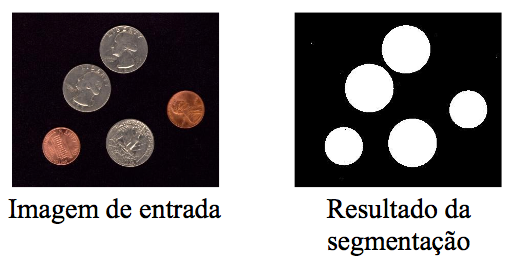 Imagem de entrada
Resultado da
segmentação